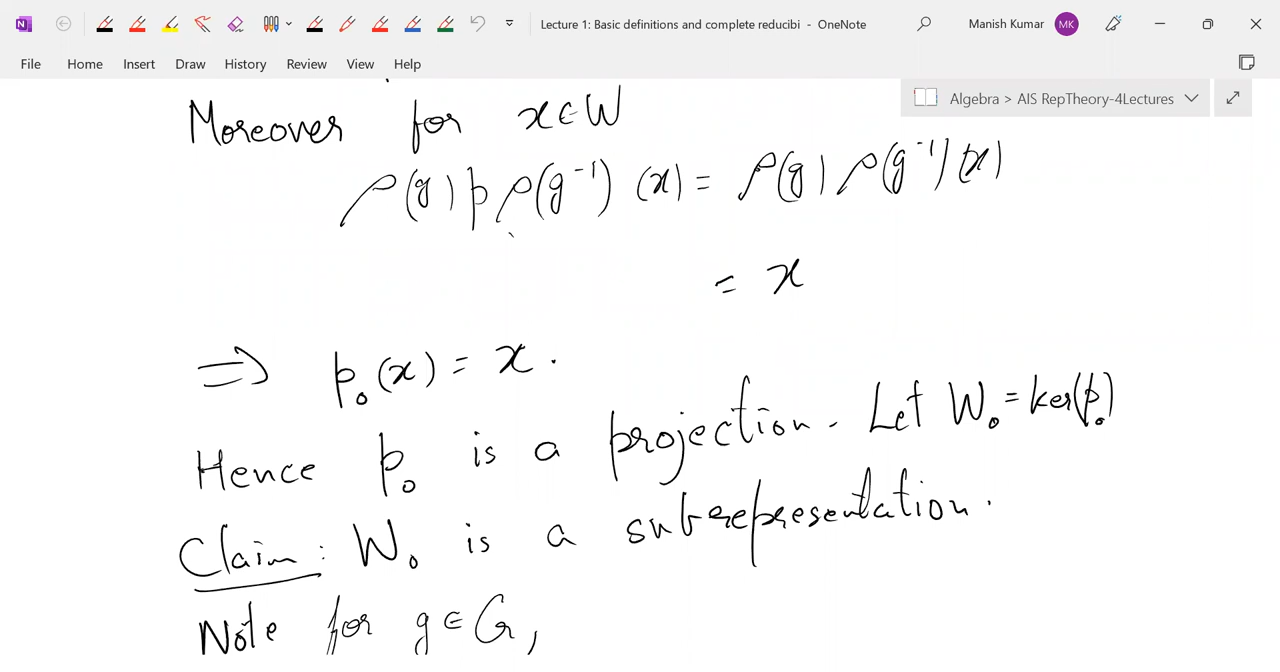 Lecture 1: Basic definitions and complete reducibi - OneNote
Manish Kumar MK
File Home Insert Draw History Review View Help
Algebra > AIS RepTheory-4Lectures
Moreover for x∈W
ρ(g) p ρ(g⁻¹) (x) = ρ(g) ρ(g⁻¹) (x)
= x
⇒ p₀(x) = x.
Hence p₀ is a projection. Let W₀ = ker(p₀)
Claim: W₀ is a subrepresentation.
Note for g∈G,